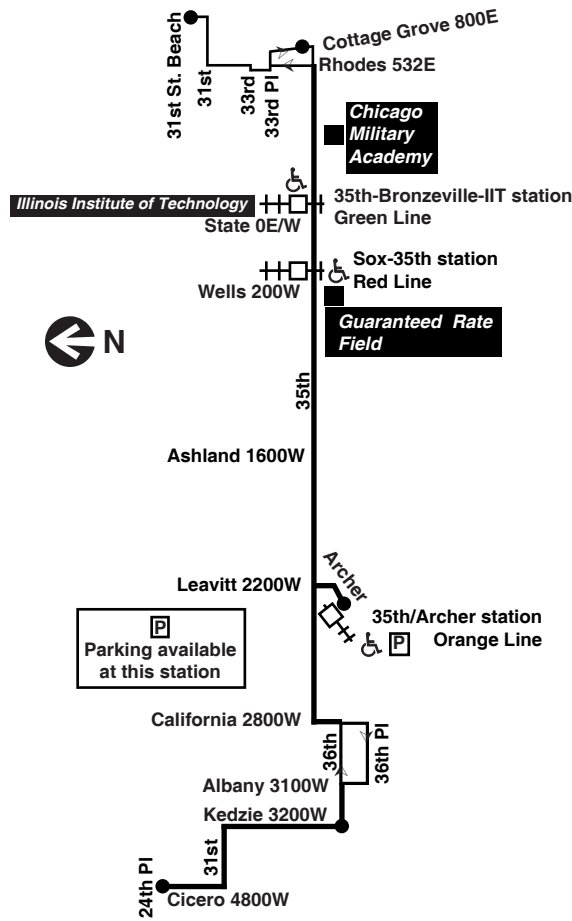 Cottage Grove 800E
Rhodes 532E
31st St. Beach
31st
33rd
33rd Pl
Chicago
Military
Academy
Illinois Institute of Technology
35th-Bronzeville-IIT station
Green Line
State 0E/W
Sox-35th station
Red Line
Wells 200W
Guaranteed Rate
Field
N
35th
Ashland 1600W
Archer
Leavitt 2200W
35th/Archer station
Orange Line
P
P
Parking available
at this station
California 2800W
36th
36th Pl
Albany 3100W
Kedzie 3200W
31st
24th Pl
Cicero 4800W